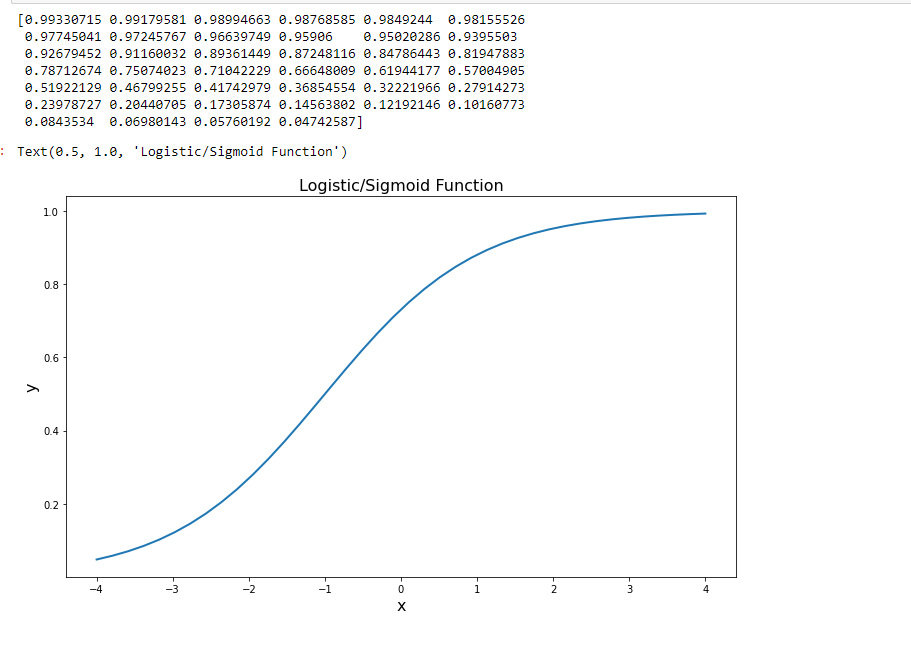 [0.99330715 0.99179581 0.98994663 0.98768585 0.9849244  0.98155526
 0.97745041 0.97245767 0.96639749 0.95906    0.95020286 0.9395503
 0.92679452 0.91160032 0.89361449 0.87248116 0.84786443 0.81947883
 0.78712674 0.75074023 0.71042229 0.66648009 0.61944177 0.57004905
 0.51922129 0.46799255 0.41742979 0.36854554 0.32221966 0.27914273
 0.23978727 0.20440705 0.17305874 0.14563802 0.12192146 0.10160773
 0.0843534  0.06980143 0.05760192 0.04742587]
: Text(0.5, 1.0, 'Logistic/Sigmoid Function')
Logistic/Sigmoid Function
1.0
0.8
0.6
y
0.4
0.2
−4 −3 −2 −1 0 1 2 3 4
x